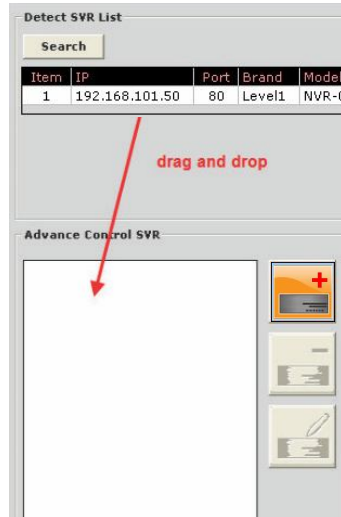 Detect SVR List
Search
Item IP Port Brand Model
1 192.168.101.50 80 Level1
drag and drop
Advance Control SVR